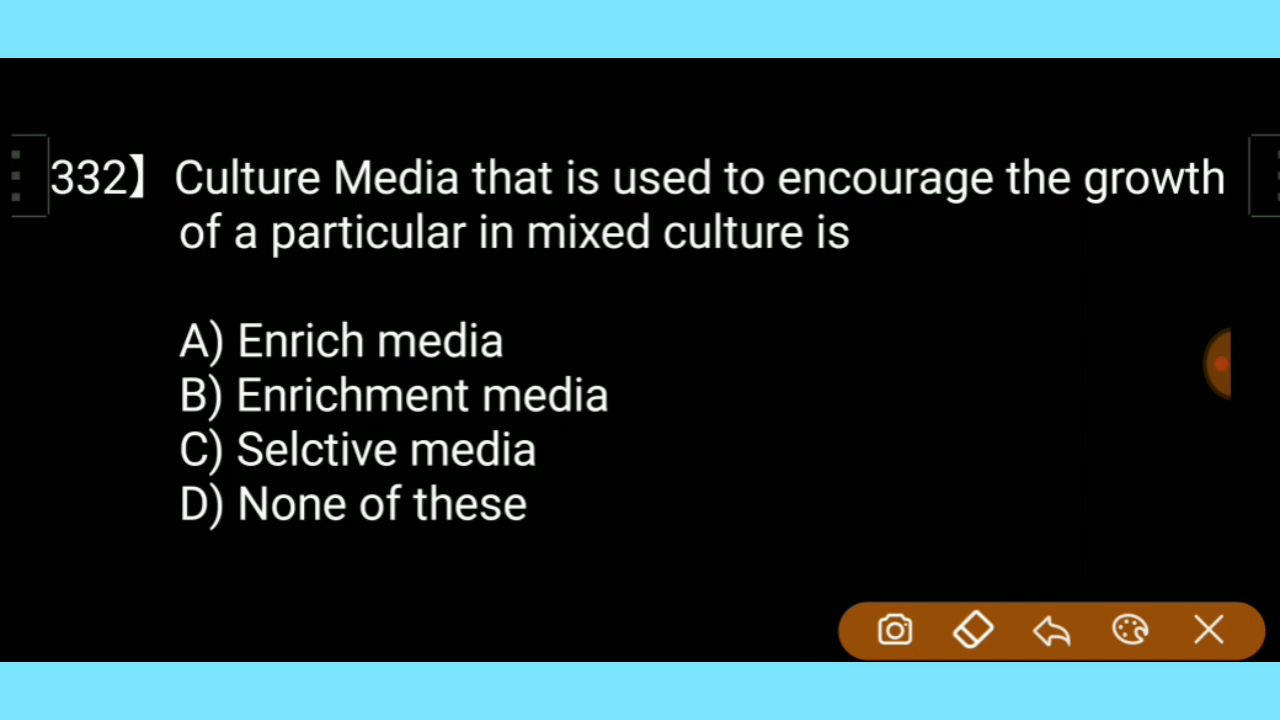 332】 Culture Media that is used to encourage the growth
of a particular in mixed culture is
A) Enrich media
B) Enrichment media
C) Selctive media
D) None of these